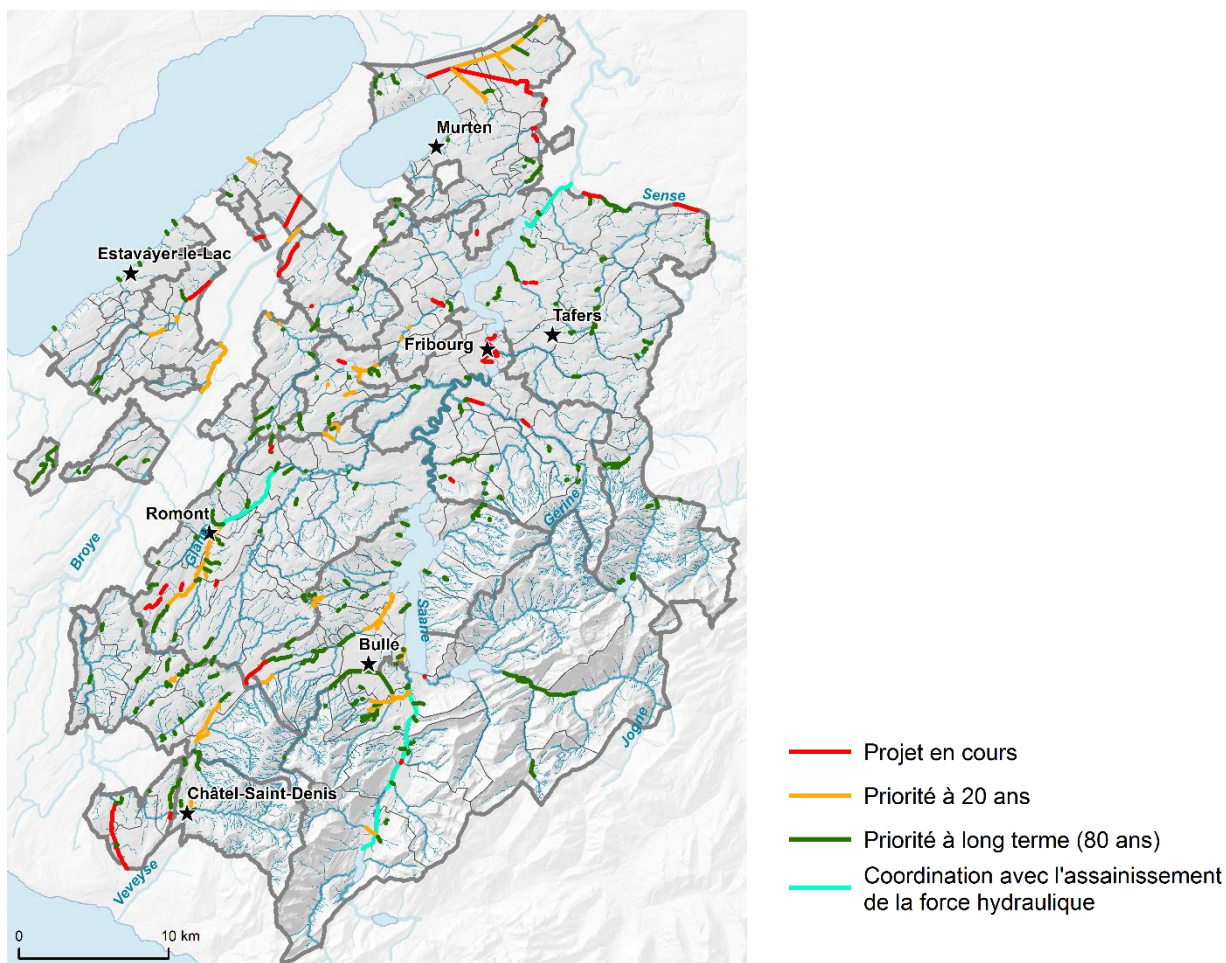 Murten
Sense
Estavayer-le-Lac
Tafers
Fribourg
Gérine
Romont
Glâne
Broye
Saane
Bulle
Jogne
Châtel-Saint-Denis
Veveyse
0 10 km
Projet en cours
Priorité à 20 ans
Priorité à long terme (80 ans)
Coordination avec l'assainissement
de la force hydraulique